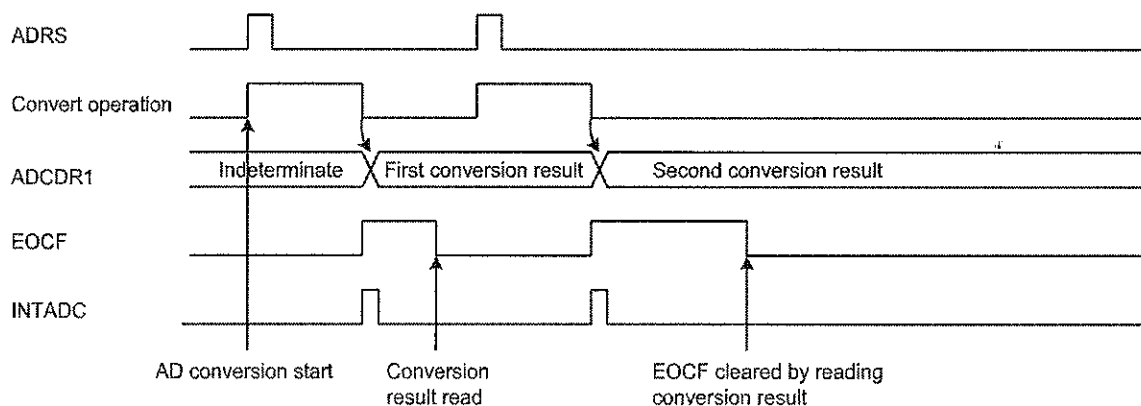 ADRS
Convert operation
ADCDR1
Indeterminate
First conversion result
Second conversion result
EOCF
INTADC
AD conversion start
Conversion
result read
EOCF cleared by reading
conversion result